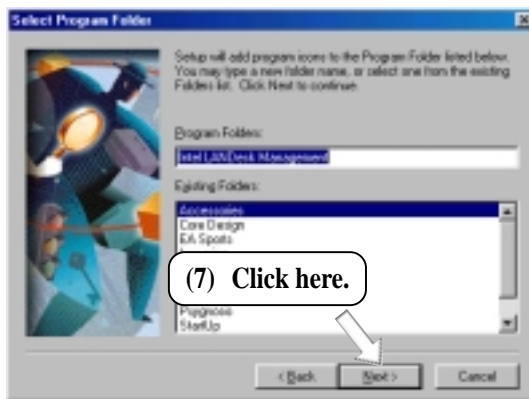 Select Program Folder
Setup will add program icons to the Program Folder listed below.
You may type a new folder name, or select one from the existing
Folders list. Click Next to continue.
Program Folders:
Intel LANDesk Management
Existing Folders:
Accessories
Core Design
EA Sports
(7) Click here.
Psygnosis
StartUp
< Back
Next >
Cancel